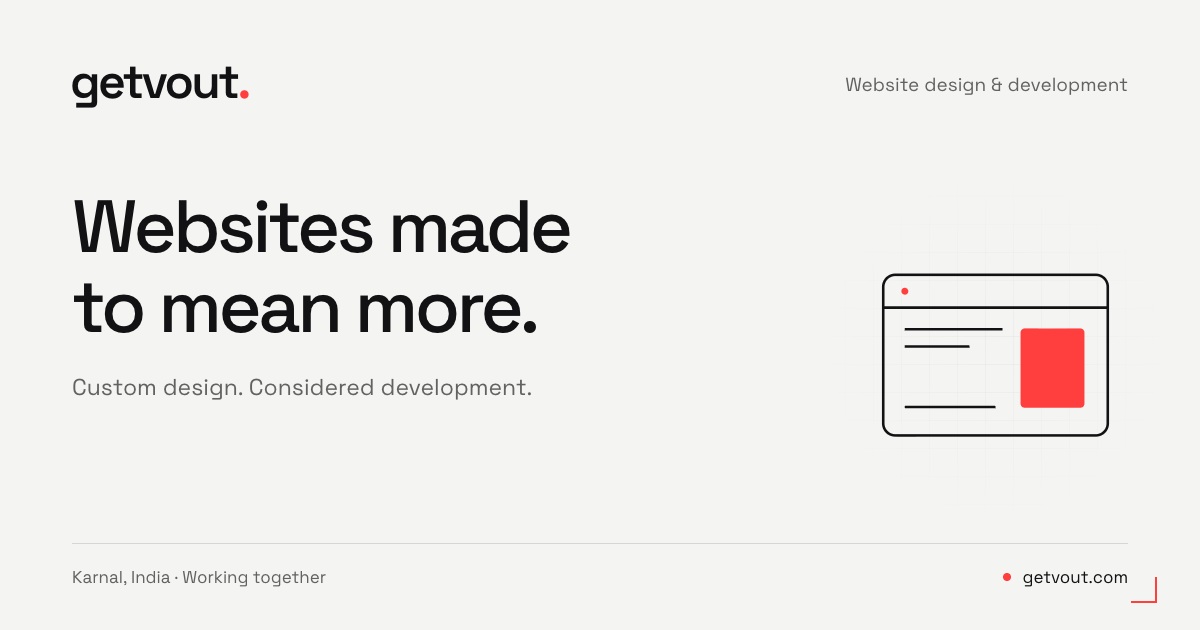 getvout.
Website design & development
Websites made
to mean more.
Custom design. Considered development.
Karnal, India · Working together
getvout.com